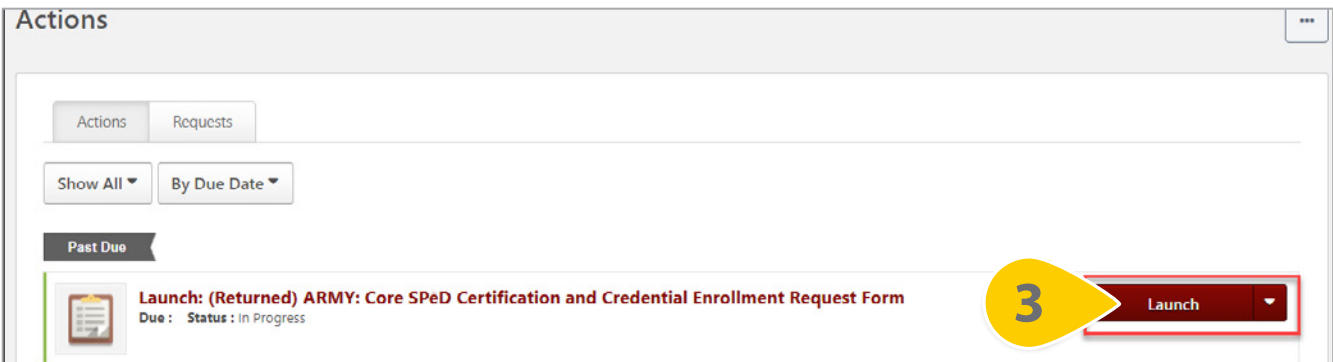 Actions
...
Actions Requests
Show All By Due Date
Past Due
Launch: (Returned) ARMY: Core SPeD Certification and Credential Enrollment Request Form
Due : Status : In Progress
3
Launch